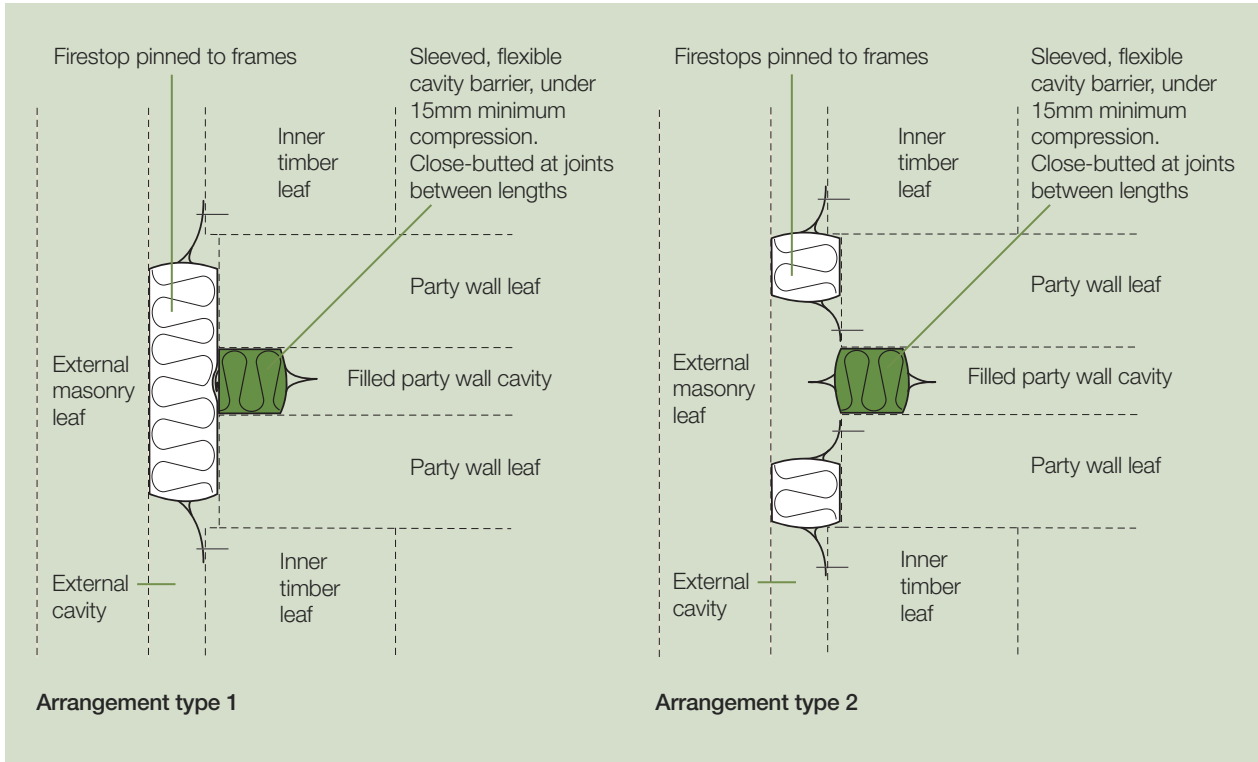 Firestop pinned to frames
Sleeved, flexible
cavity barrier, under
15mm minimum
compression.
Close-butted at joints
between lengths
Inner
timber
leaf
Party wall leaf
External
masonry
leaf
Filled party wall cavity
Party wall leaf
External
cavity
Inner
timber
leaf
Arrangement type 1
Firestops pinned to frames
Sleeved, flexible
cavity barrier, under
15mm minimum
compression.
Close-butted at joints
between lengths
Inner
timber
leaf
Party wall leaf
External
masonry
leaf
Filled party wall cavity
Party wall leaf
External
cavity
Inner
timber
leaf
Arrangement type 2